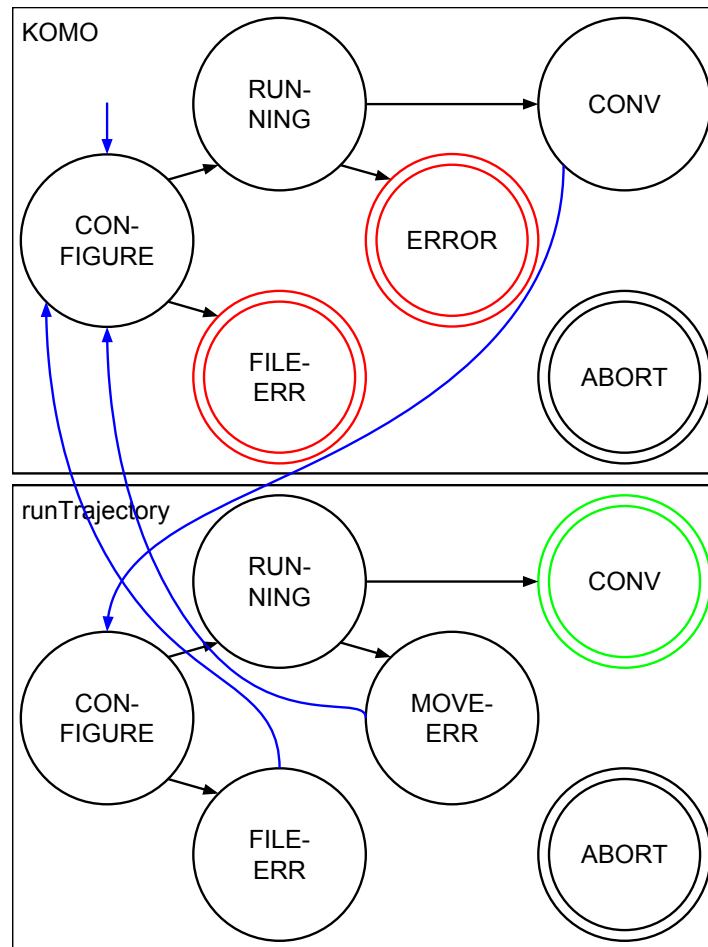 KOMO
RUN-
NING
CONV
CON-
FIGURE
ERROR
FILE-
ERR
ABORT
runTrajectory
RUN-
NING
CONV
CON-
FIGURE
MOVE-
ERR
FILE-
ERR
ABORT